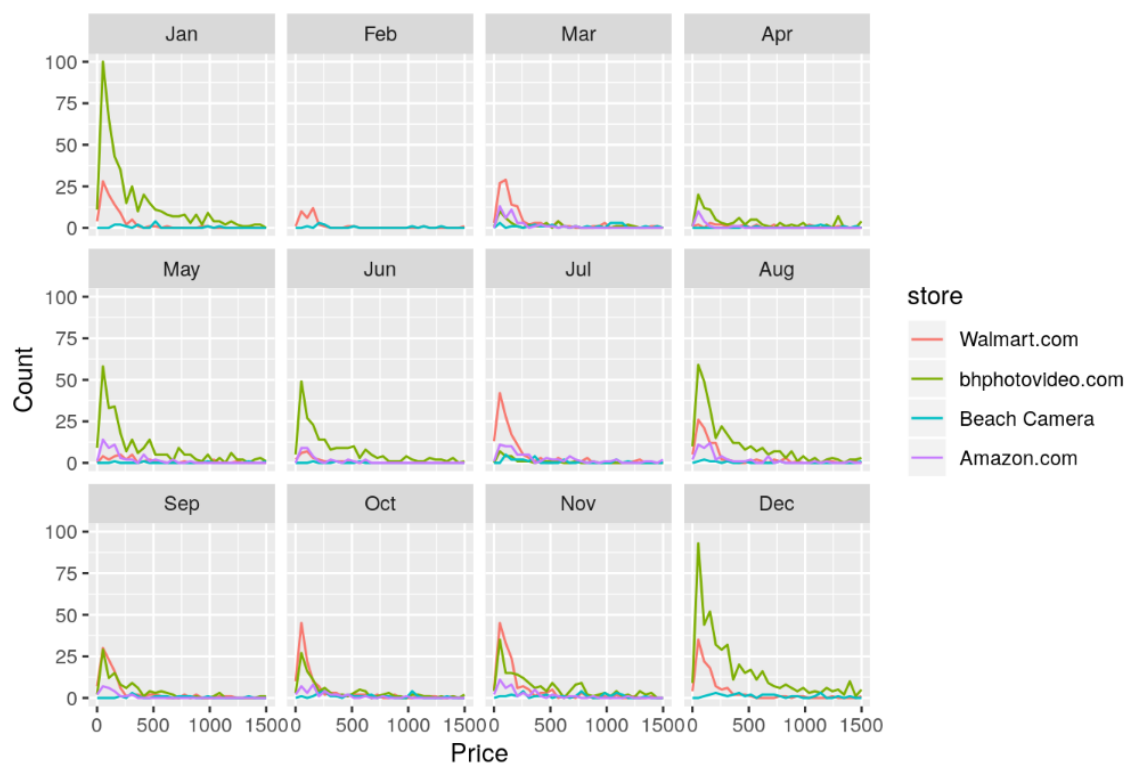 Jan Feb Mar Apr
100
75
50
25
0
May Jun Jul Aug
100
75
50
25
0
Sep Oct Nov Dec
100
75
50
25
0
0 500 1000 1500 0 500 1000 1500 0 500 1000 1500 0 500 1000 1500
Price
Count
store
Walmart.com
bhphotovideo.com
Beach Camera
Amazon.com